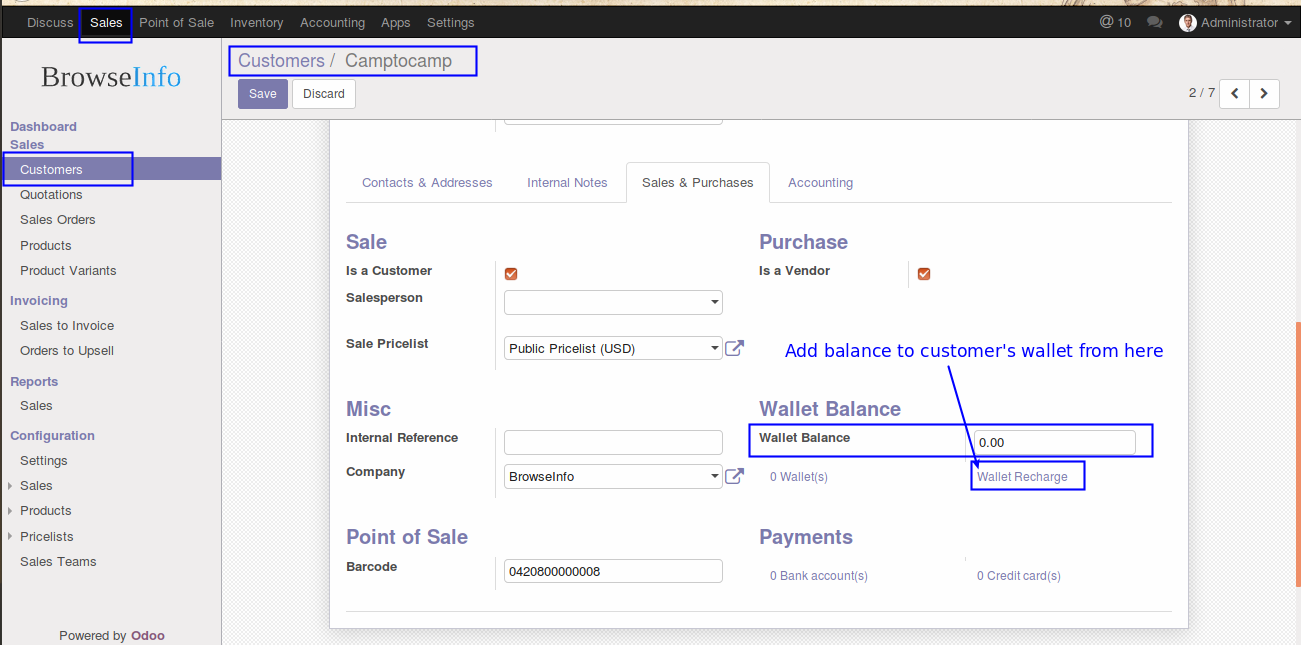 Discuss Sales Point of Sale Inventory Accounting Apps Settings @ 10 Administrator
BrowseInfo
Customers / Camptocamp
Save Discard
2 / 7
Dashboard
Sales
Customers
Quotations
Sales Orders
Products
Product Variants
Invoicing
Sales to Invoice
Orders to Upsell
Reports
Sales
Configuration
Settings
Sales
Products
Pricelists
Sales Teams
Powered by Odoo
Contacts & Addresses Internal Notes Sales & Purchases Accounting
Sale
Is a Customer
Salesperson
Sale Pricelist Public Pricelist (USD)
Purchase
Is a Vendor
Add balance to customer's wallet from here
Misc
Internal Reference
Company BrowseInfo
Wallet Balance
Wallet Balance 0.00
0 Wallet(s) Wallet Recharge
Point of Sale
Barcode 0420800000008
Payments
0 Bank account(s) 0 Credit card(s)